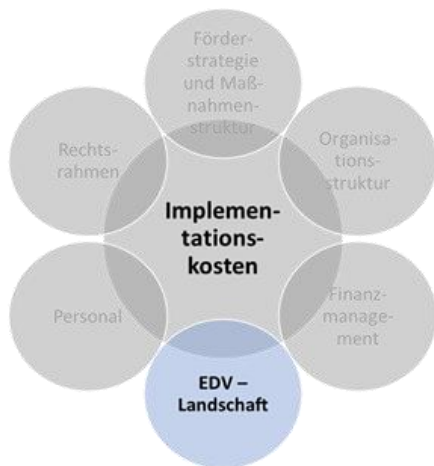 Förder-
strategie
und Maß-
nahmen-
struktur
Rechts-
rahmen
Organisa-
tions-
struktur
Implemen-
tations-
kosten
Personal
Finanz-
manage-
ment
EDV –
Landschaft